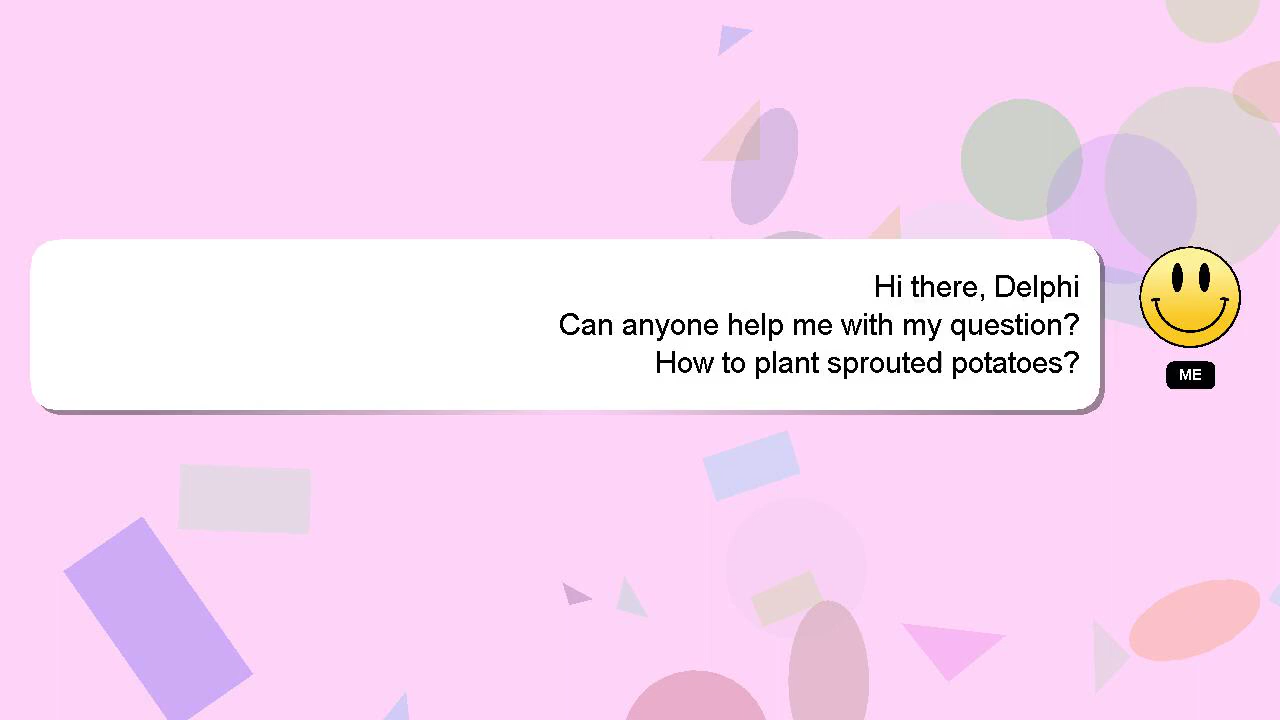 Hi there, Delphi
Can anyone help me with my question?
How to plant sprouted potatoes?
ME